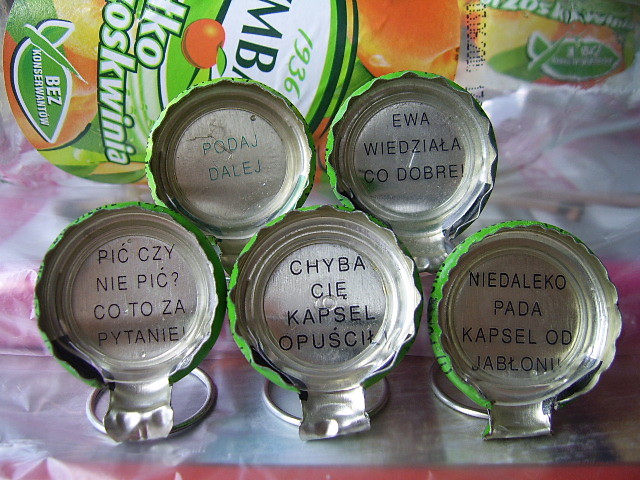 BEZ
KONSERWANTÓW
1936
PODAJ
DALEJ
EWA
WIEDZIAŁA
CO DOBRE!
PIĆ CZY
NIE PIĆ?
CO TO ZA
PYTANIE!
CHYBA
CIĘ
KAPSEL
OPUŚCIŁ!
NIEDALEKO
PADA
KAPSEL OD
JABŁONI!